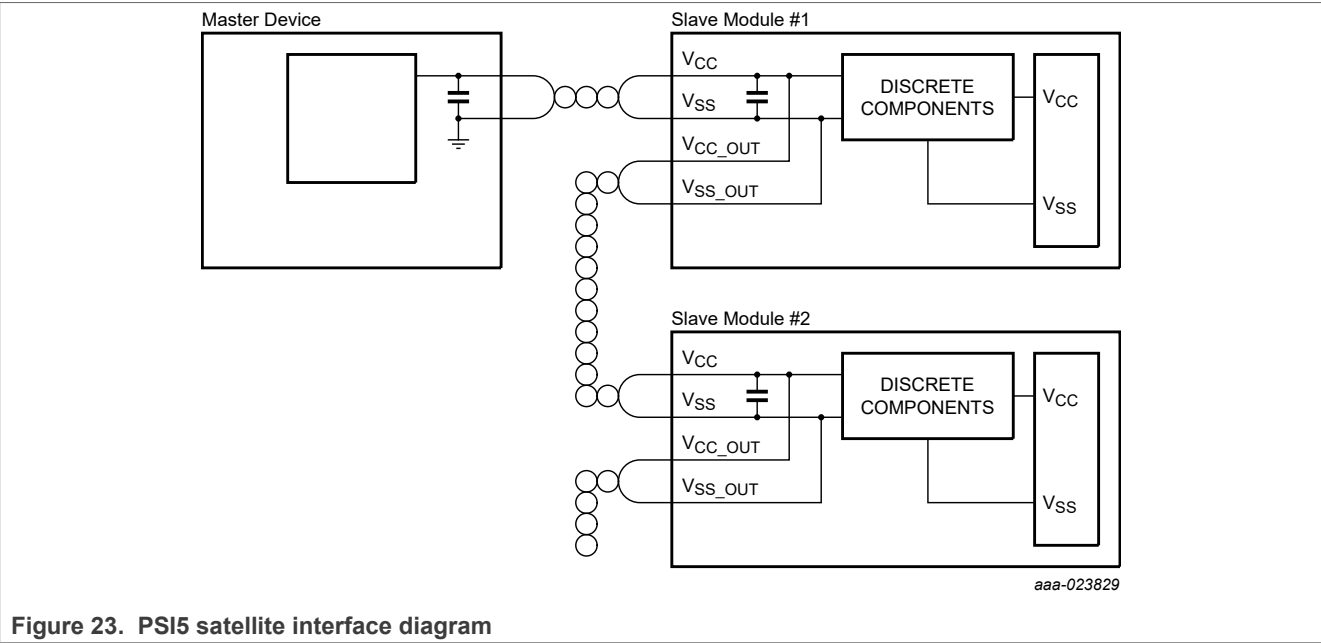 Master Device
Slave Module #1
VCC
VSS
VCC_OUT
VSS_OUT
DISCRETE
COMPONENTS
VCC
VSS
Slave Module #2
VCC
VSS
VCC_OUT
VSS_OUT
DISCRETE
COMPONENTS
VCC
VSS
aaa-023829
Figure 23. PSI5 satellite interface diagram